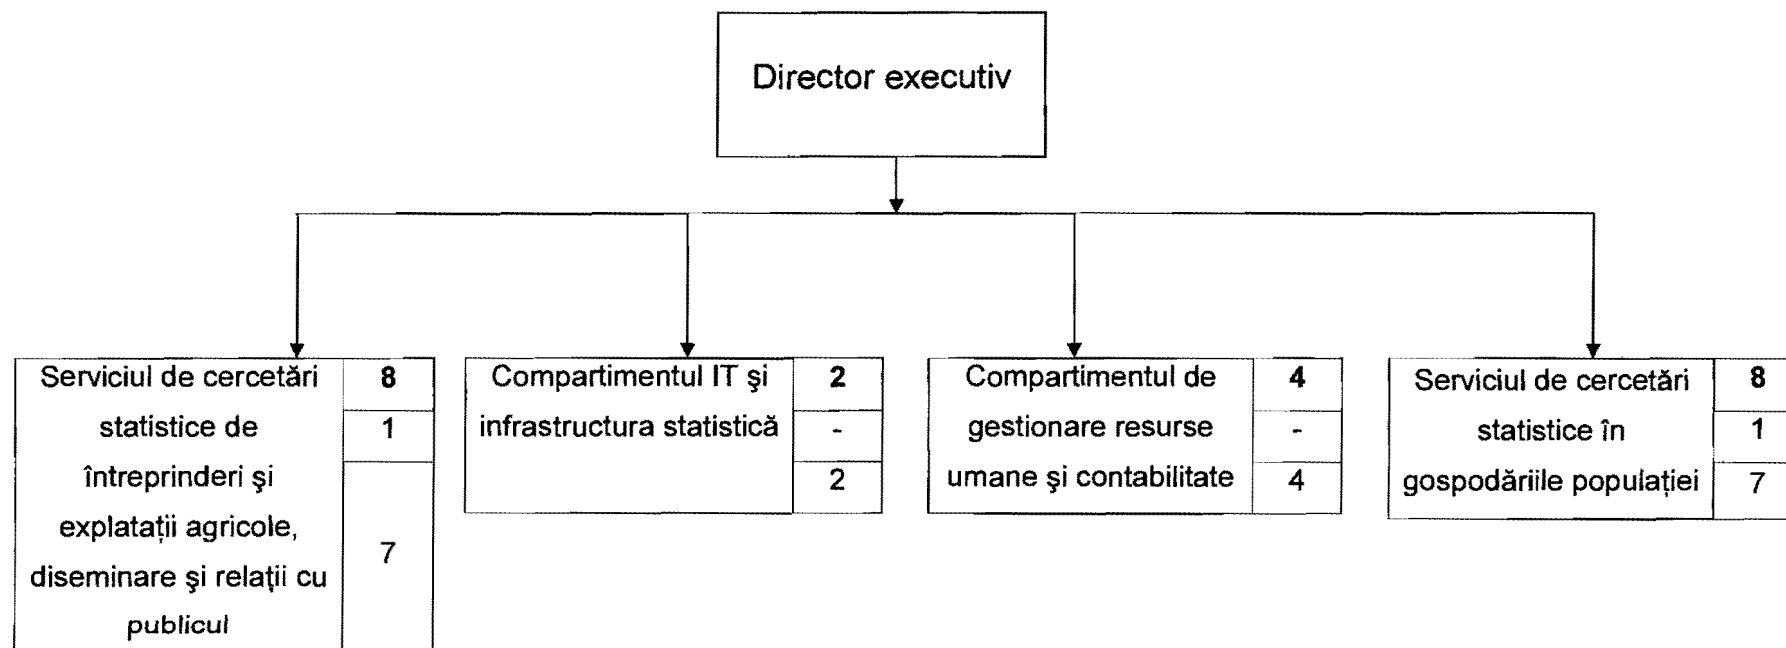 Director executiv
Serviciul de cercetări
statistice de
întreprinderi şi
explatații agricole,
diseminare şi relații cu
publicul
8
1
7
Compartimentul IT şi
infrastructura statistică
2
-
2
Compartimentul de
gestionare resurse
umane şi contabilitate
4
-
4
Serviciul de cercetări
statistice în
gospodăriile populației
8
1
7